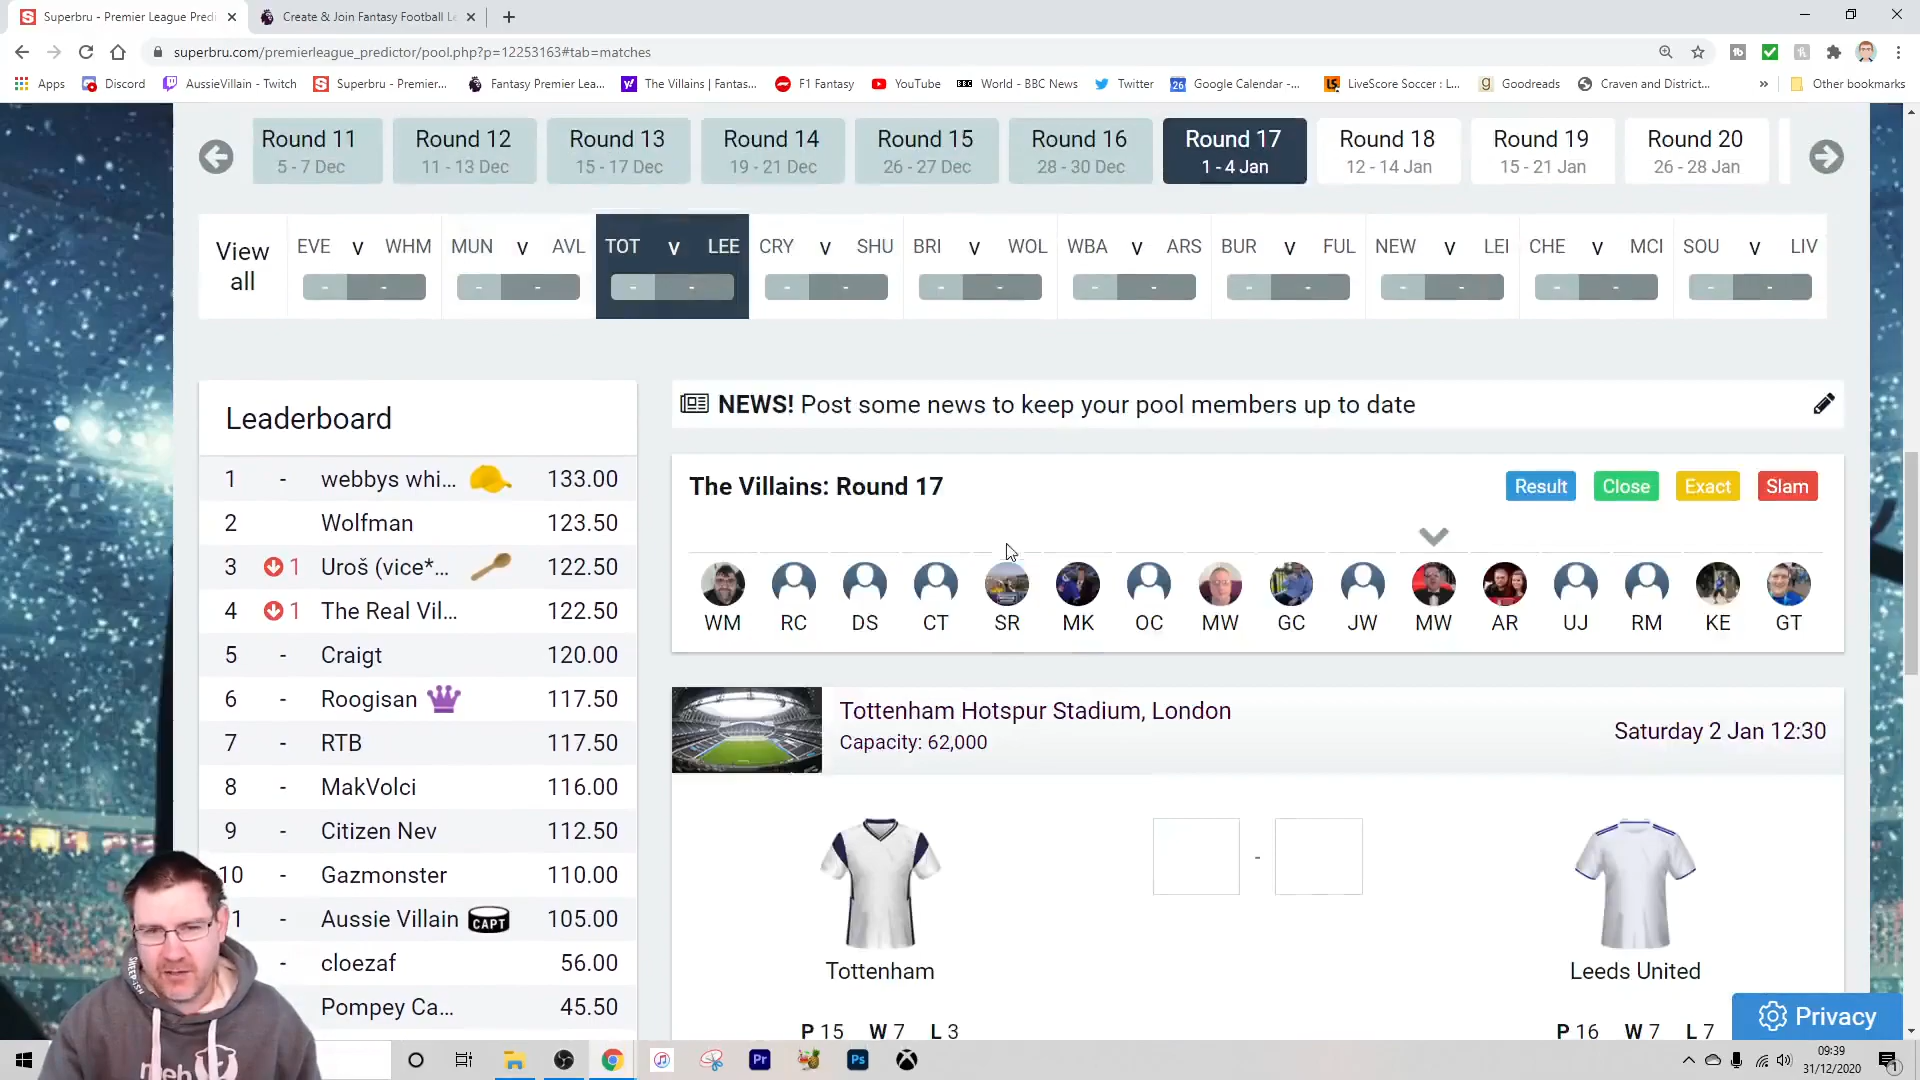 Superbru - Premier League Predi
Create & Join Fantasy Football Le
superbru.com/premierleague_predictor/pool.php?p=12253163#tab=matches
Apps Discord AussieVillain - Twitch Superbru - Premier... Fantasy Premier Lea... The Villains | Fantas... F1 Fantasy YouTube World - BBC News Twitter Google Calendar -... LiveScore Soccer : L... Goodreads Craven and District... » Other bookmarks
Round 11 Round 12 Round 13 Round 14 Round 15 Round 16 Round 17 Round 18 Round 19 Round 20
5 - 7 Dec 11 - 13 Dec 15 - 17 Dec 19 - 21 Dec 26 - 27 Dec 28 - 30 Dec 1 - 4 Jan 12 - 14 Jan 15 - 21 Jan 26 - 28 Jan
View all
EVE v WHM MUN v AVL TOT v LEE CRY v SHU BRI v WOL WBA v ARS BUR v FUL NEW v LEI CHE v MCI SOU v LIV
- - - - - - - - - - - - - - - - - - - -
Leaderboard
1 - webbys whi... 133.00
2 Wolfman 123.50
3 1 Uroš (vice*... 122.50
4 1 The Real Vil... 122.50
5 - Craigt 120.00
6 - Roogisan 117.50
7 - RTB 117.50
8 - MakVolci 116.00
9 - Citizen Nev 112.50
10 - Gazmonster 110.00
1 - Aussie Villain CAPT 105.00
- cloezaf 56.00
Pompey Ca... 45.50
NEWS! Post some news to keep your pool members up to date
The Villains: Round 17
Result Close Exact Slam
WM RC DS CT SR MK OC MW GC JW MW AR UJ RM KE GT
Tottenham Hotspur Stadium, London
Capacity: 62,000
Saturday 2 Jan 12:30
-
Tottenham Leeds United
P 15 W 7 L 3 P 16 W 7 L 7
Privacy
SHEEP-ISH
Pr Ps
09:39
31/12/2020
1